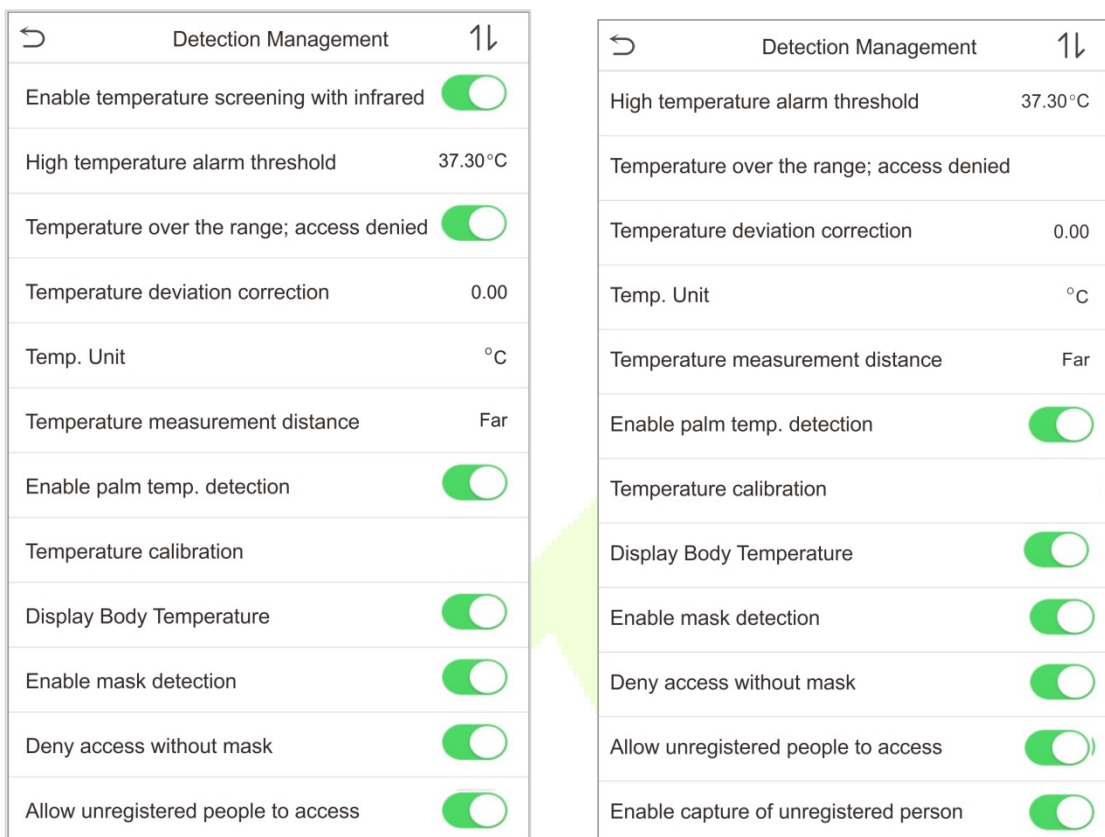 Detection Management
Enable temperature screening with infrared
High temperature alarm threshold 37.30°C
Temperature over the range; access denied
Temperature deviation correction 0.00
Temp. Unit °C
Temperature measurement distance Far
Enable palm temp. detection
Temperature calibration
Display Body Temperature
Enable mask detection
Deny access without mask
Allow unregistered people to access
Detection Management
High temperature alarm threshold 37.30°C
Temperature over the range; access denied
Temperature deviation correction 0.00
Temp. Unit °C
Temperature measurement distance Far
Enable palm temp. detection
Temperature calibration
Display Body Temperature
Enable mask detection
Deny access without mask
Allow unregistered people to access
Enable capture of unregistered person